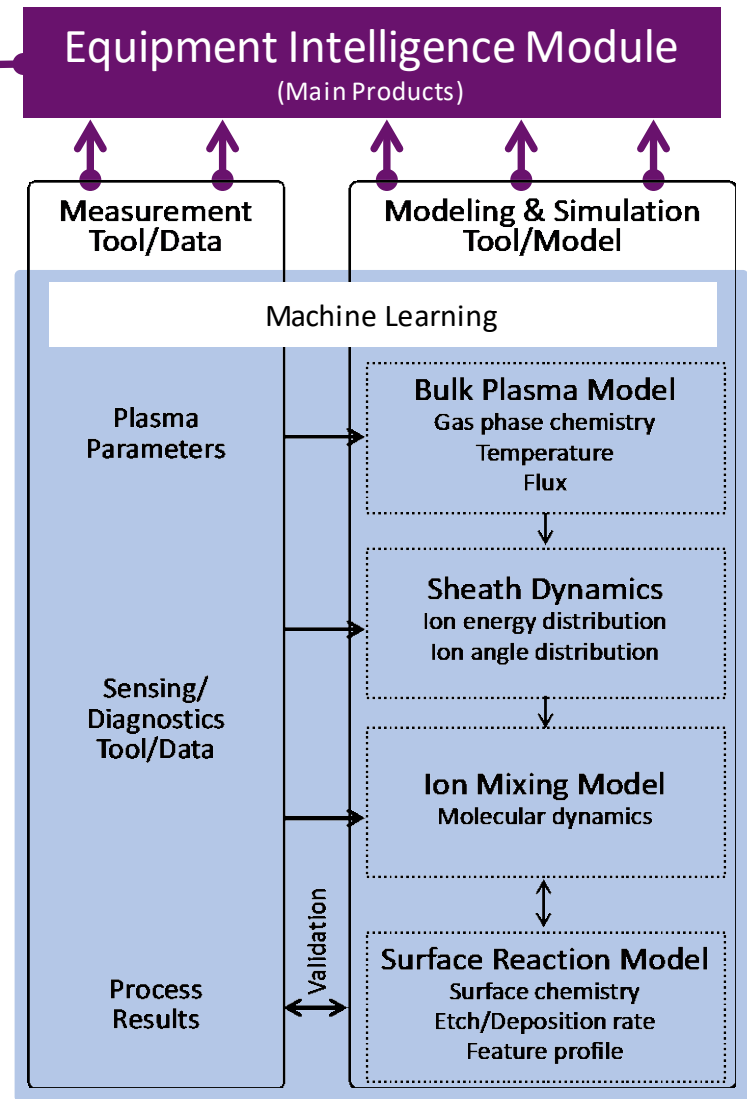 Equipment Intelligence Module
(Main Products)
Measurement
Tool/Data
Modeling & Simulation
Tool/Model
Machine Learning
Plasma
Parameters
Bulk Plasma Model
Gas phase chemistry
Temperature
Flux
Sheath Dynamics
Ion energy distribution
Ion angle distribution
Sensing/
Diagnostics
Tool/Data
Ion Mixing Model
Molecular dynamics
Validation
Process
Results
Surface Reaction Model
Surface chemistry
Etch/Deposition rate
Feature profile